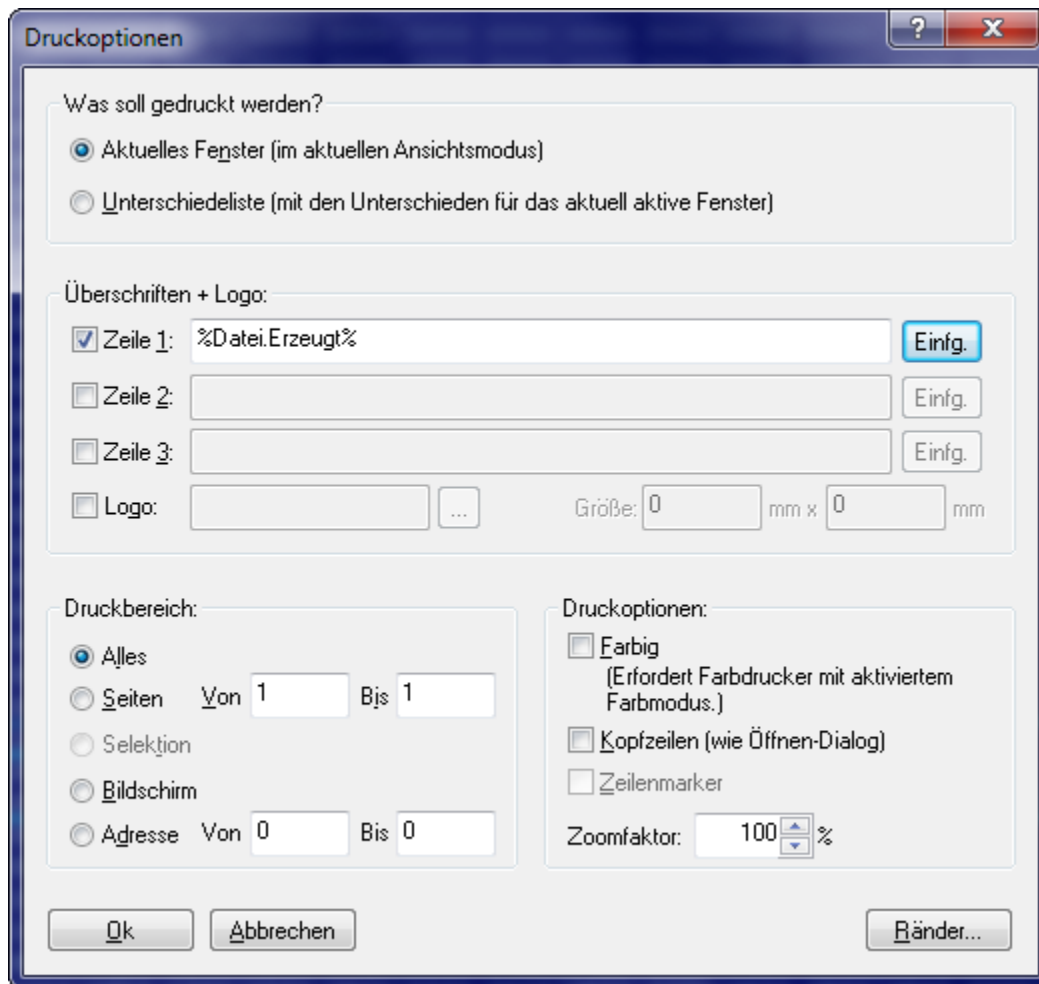 Druckoptionen
Was soll gedruckt werden?
Aktuelles Fenster (im aktuellen Ansichtsmodus)
Unterschiedeliste (mit den Unterschieden für das aktuell aktive Fenster)
Überschriften + Logo:
Zeile 1: %Datei.Erzeugt% Einfg.
Zeile 2: Einfg.
Zeile 3: Einfg.
Logo: ... Größe: 0 mm x 0 mm
Druckbereich:
Alles
Seiten Von 1 Bis 1
Selektion
Bildschirm
Adresse Von 0 Bis 0
Druckoptionen:
Farbig
(Erfordert Farbdrucker mit aktiviertem
Farbmodus.)
Kopfzeilen (wie Öffnen-Dialog)
Zeilenmarker
Zoomfaktor: 100 %
Ok Abbrechen Ränder...